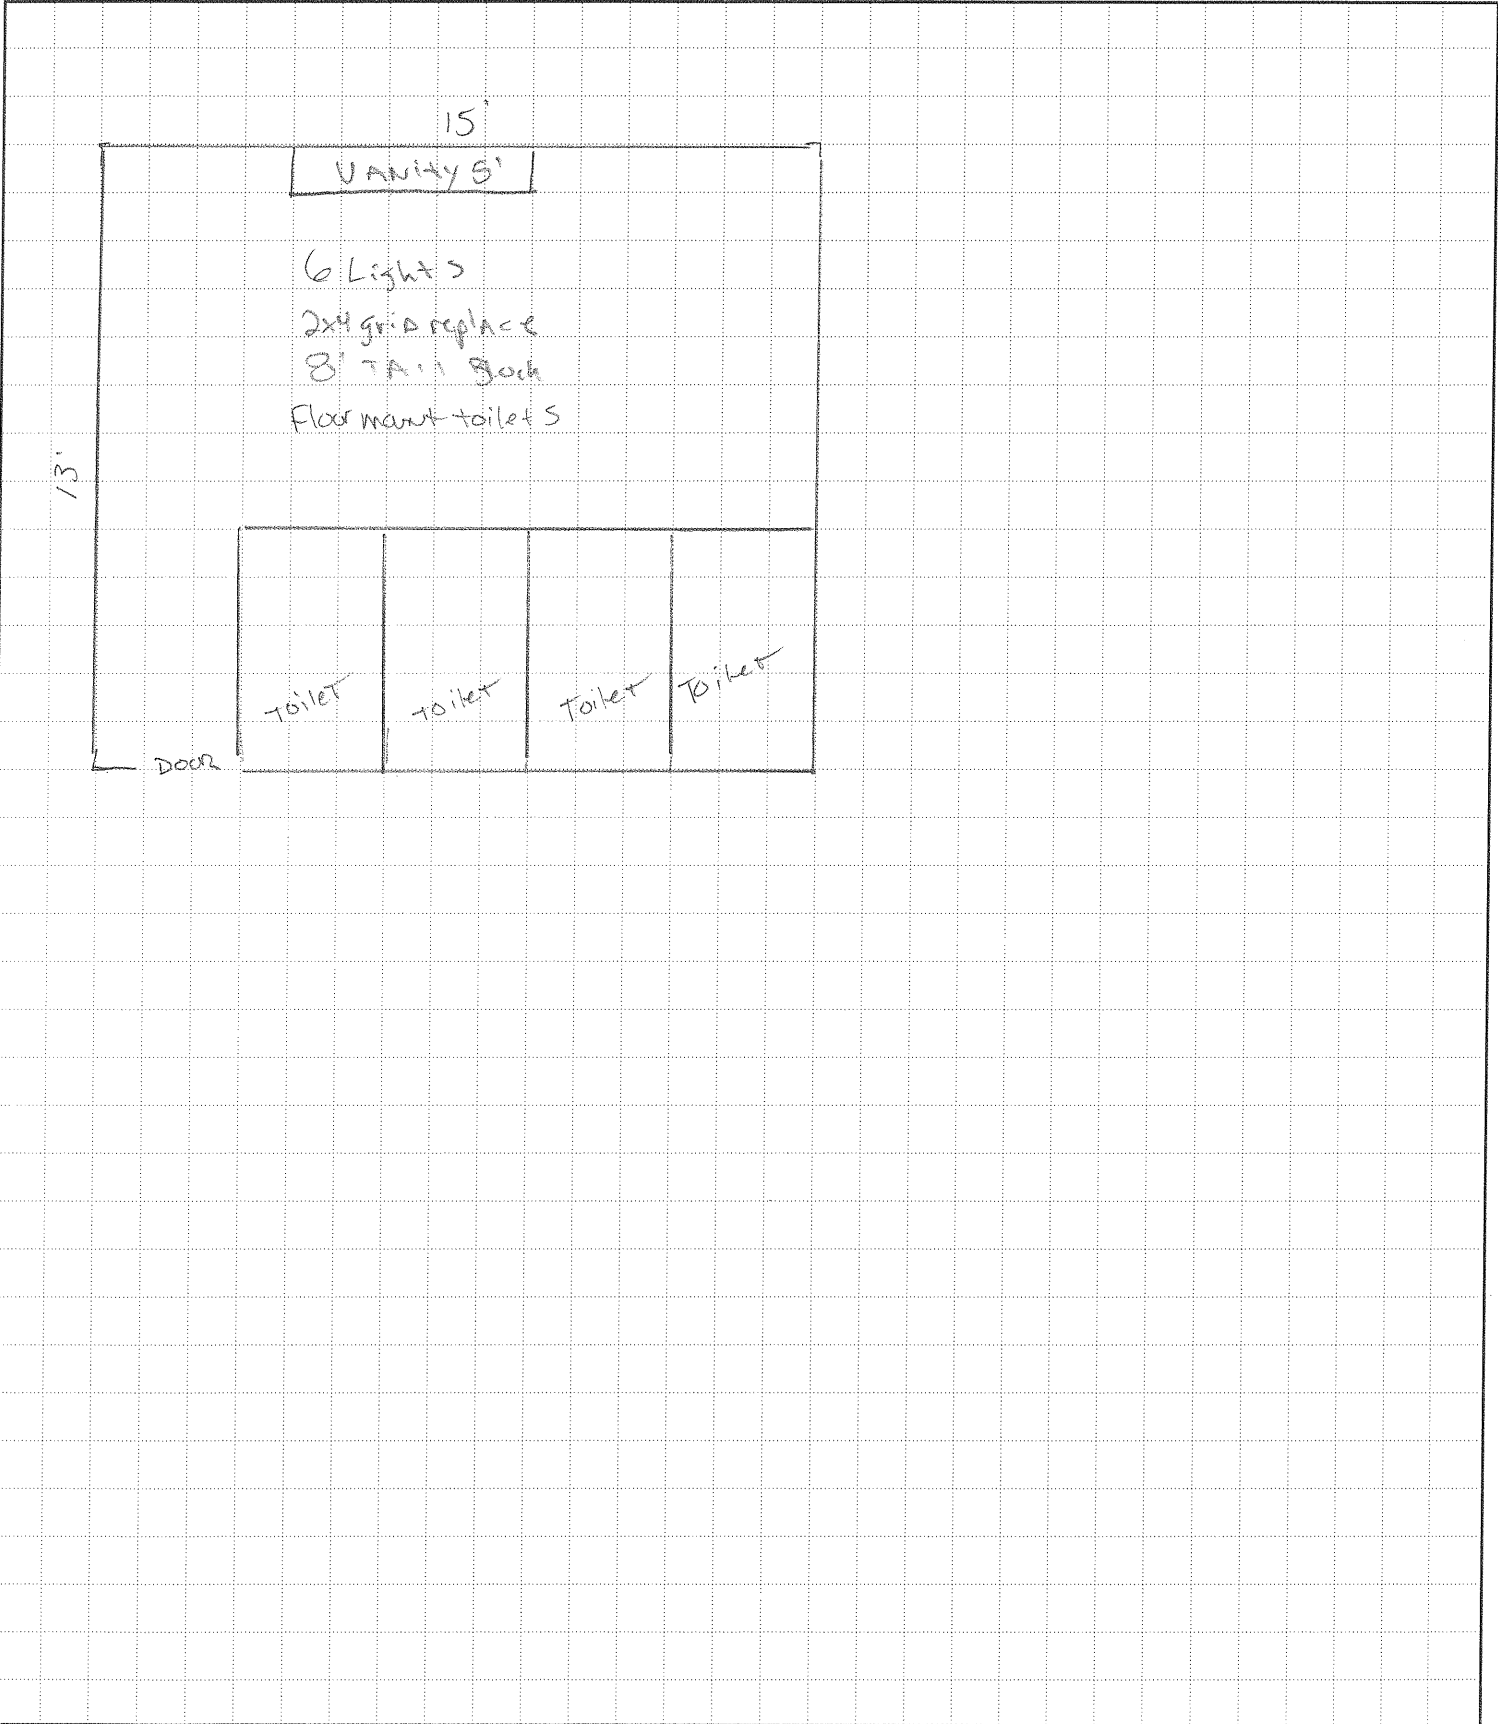 15'
VANity 5'
6 Lights
2x4 griD replAce
8' TAll Block
Floor mount toilets
13'
Toilet
Toilet
Toilet
Toilet
DOOR